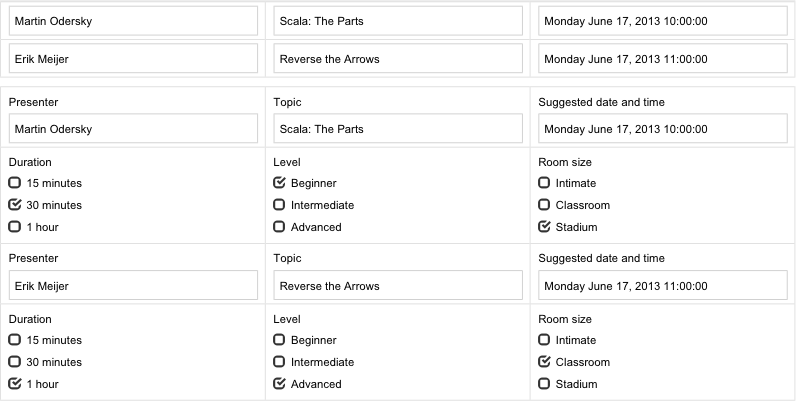 Martin Odersky Scala: The Parts Monday June 17, 2013 10:00:00
Erik Meijer Reverse the Arrows Monday June 17, 2013 11:00:00
Presenter Topic Suggested date and time
Martin Odersky Scala: The Parts Monday June 17, 2013 10:00:00
Duration Level Room size
15 minutes Beginner Intimate
30 minutes Intermediate Classroom
1 hour Advanced Stadium
Presenter Topic Suggested date and time
Erik Meijer Reverse the Arrows Monday June 17, 2013 11:00:00
Duration Level Room size
15 minutes Beginner Intimate
30 minutes Intermediate Classroom
1 hour Advanced Stadium